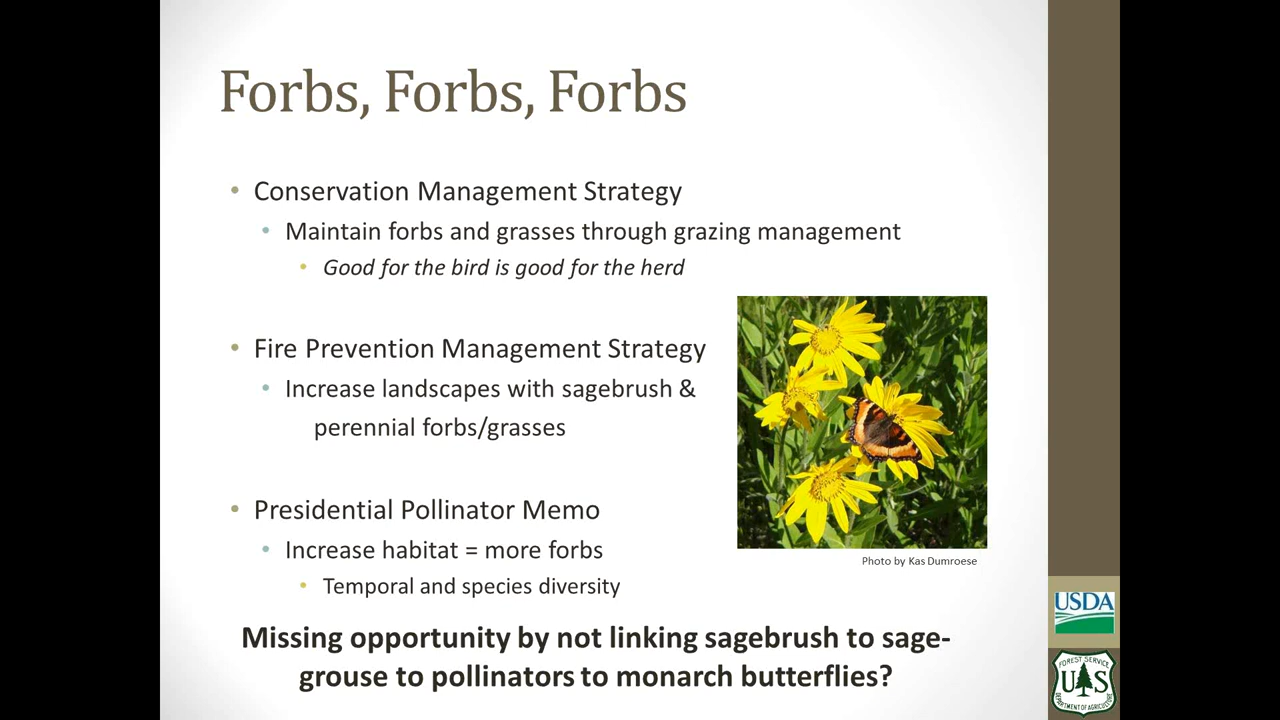 Forbs, Forbs, Forbs
• Conservation Management Strategy
• Maintain forbs and grasses through grazing management
• Good for the bird is good for the herd
• Fire Prevention Management Strategy
• Increase landscapes with sagebrush &
perennial forbs/grasses
Photo by Kas Dumroese
• Presidential Pollinator Memo
• Increase habitat = more forbs
• Temporal and species diversity
Missing opportunity by not linking sagebrush to sage-
grouse to pollinators to monarch butterflies?
USDA
FOREST SERVICE
U S
DEPARTMENT OF AGRICULTURE